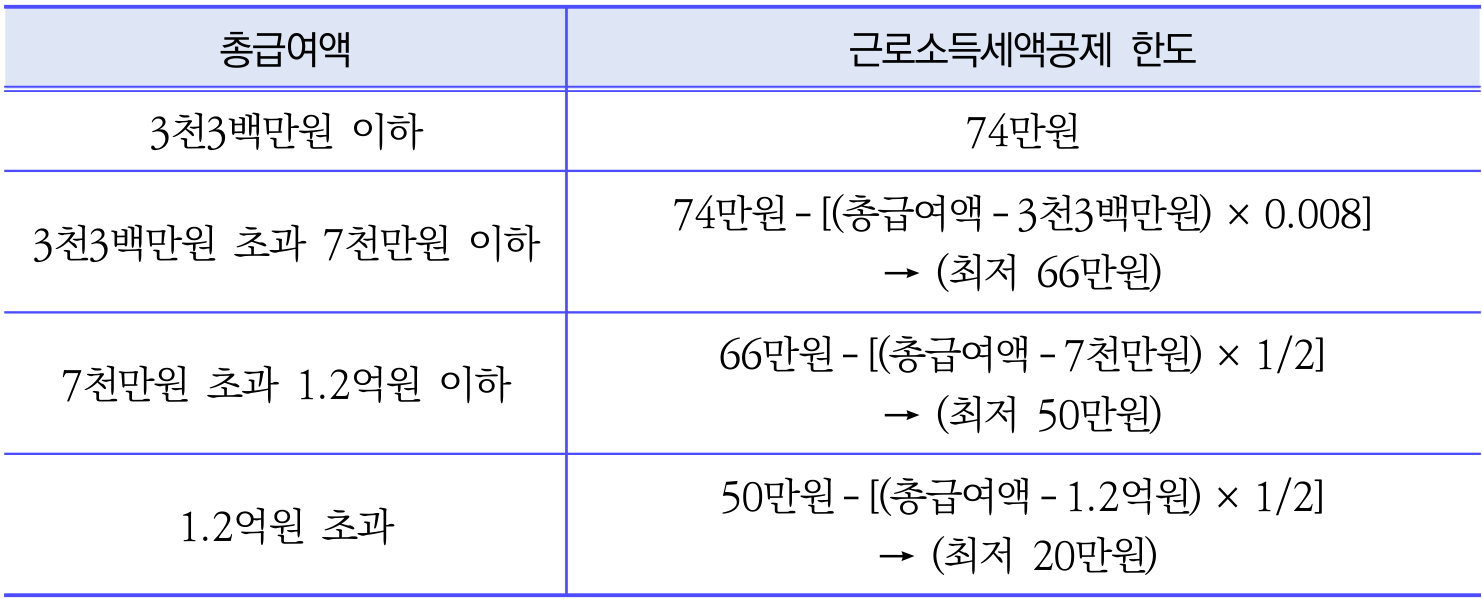 총급여액
근로소득세액공제 한도
3천3백만원 이하
74만원
3천3백만원 초과 7천만원 이하
74만원-[(총급여액-3천3백만원) × 0.008]
→ (최저 66만원)
7천만원 초과 1.2억원 이하
66만원-[(총급여액-7천만원) × 1/2]
→ (최저 50만원)
1.2억원 초과
50만원-[(총급여액-1.2억원) × 1/2]
→ (최저 20만원)